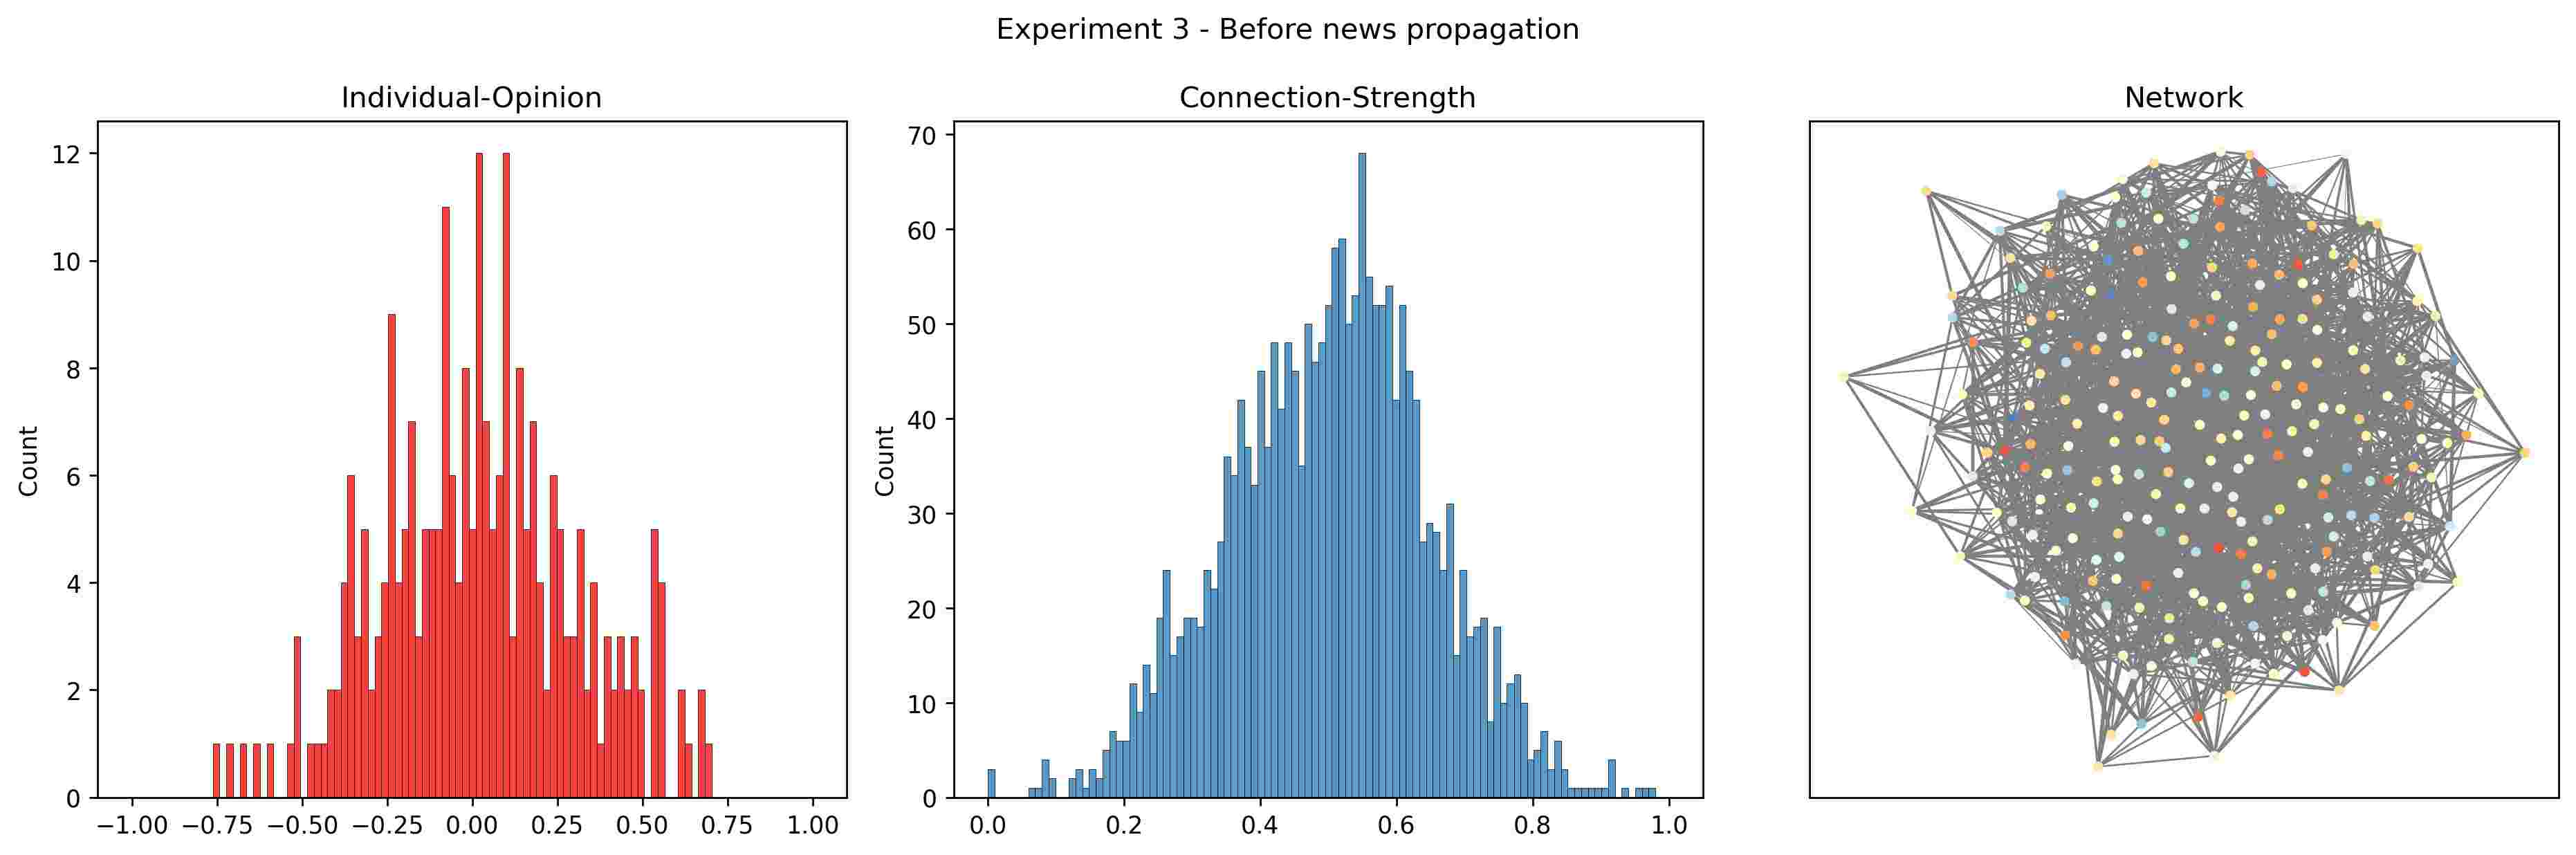 Experiment 3 - Before news propagation
Individual-Opinion
Count
12
10
8
6
4
2
0
−1.00 −0.75 −0.50 −0.25 0.00 0.25 0.50 0.75 1.00
Connection-Strength
Count
70
60
50
40
30
20
10
0
0.0 0.2 0.4 0.6 0.8 1.0
Network